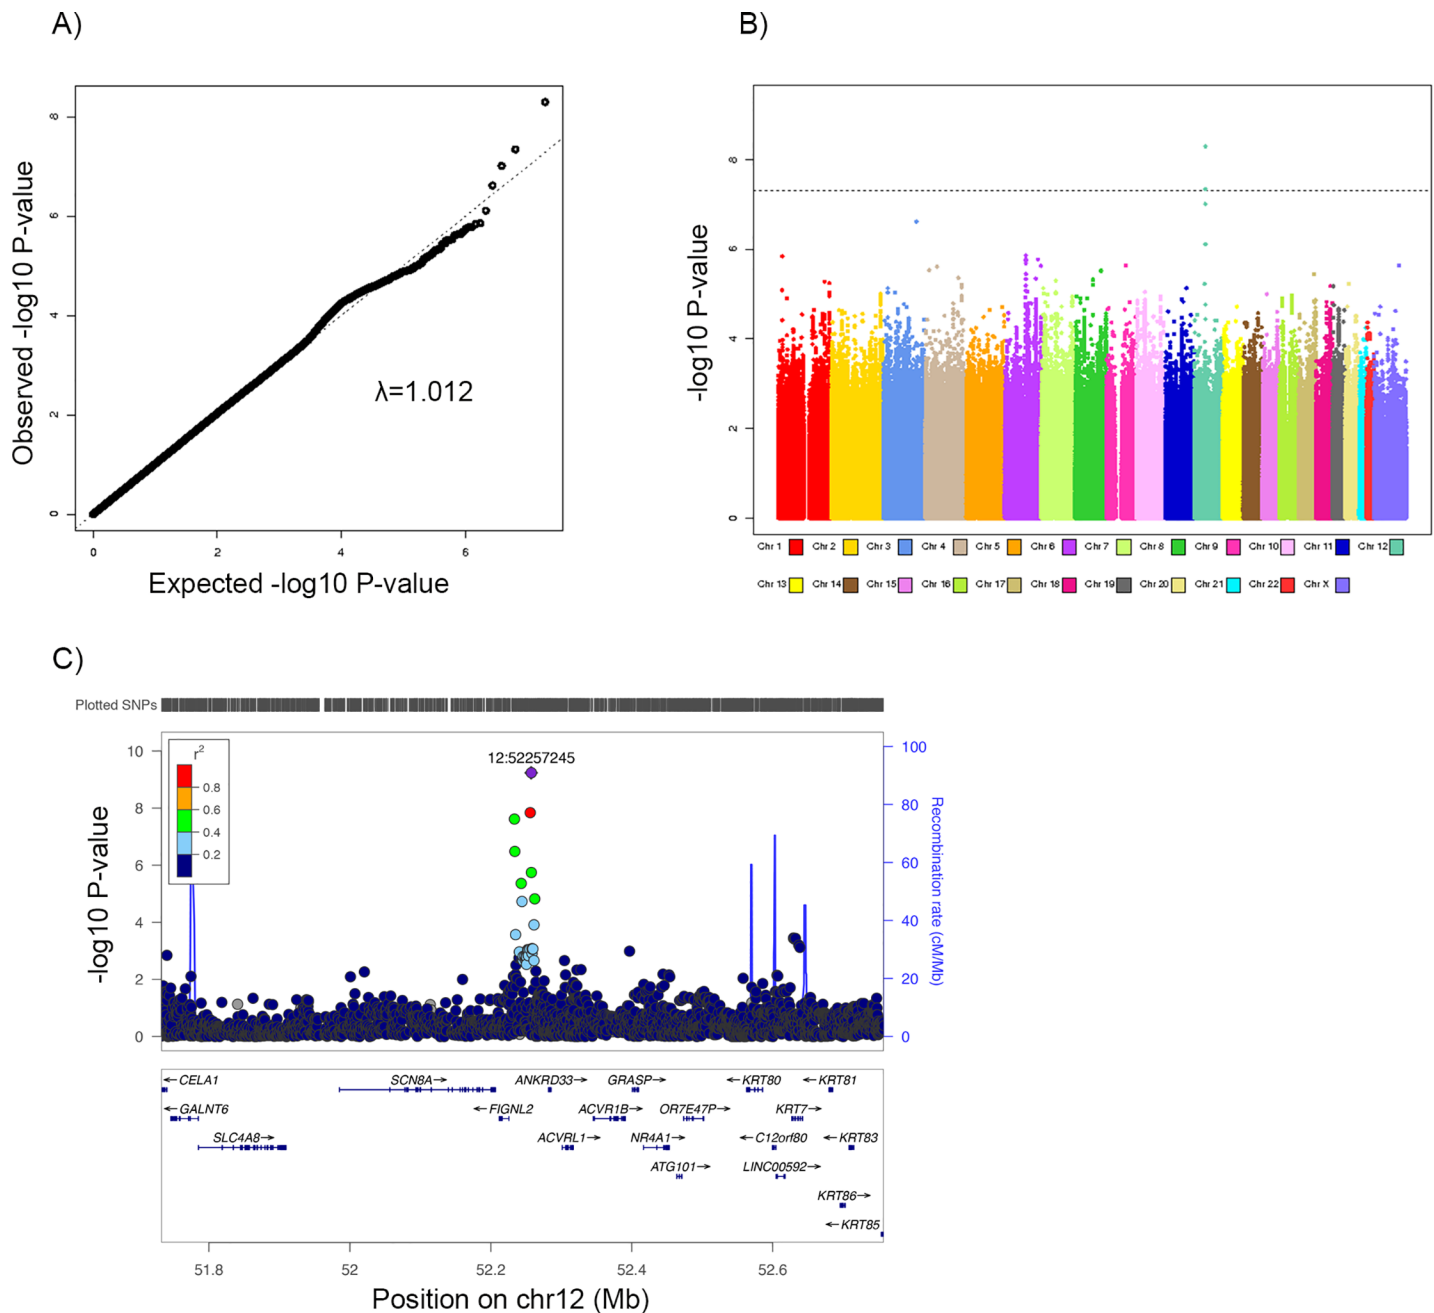 A)
B)
Observed -log10 P-value
8
6
4
2
0
λ=1.012
0 2 4 6
Expected -log10 P-value
-log10 P-value
8
6
4
2
0
Chr 1 Chr 2 Chr 3 Chr 4 Chr 5 Chr 6 Chr 7 Chr 8 Chr 9 Chr 10 Chr 11 Chr 12
Chr 13 Chr 14 Chr 15 Chr 16 Chr 17 Chr 18 Chr 19 Chr 20 Chr 21 Chr 22 Chr X
C)
Plotted SNPs
-log10 P-value
10
8
6
4
2
0
r2
0.8
0.6
0.4
0.2
12:52257245
100
80
60
40
20
0
Recombination rate (cM/Mb)
←CELA1 SCN8A→ ANKRD33→ GRASP→ ←KRT80 ←KRT81
←GALNT6 ←FIGNL2 ACVR1B→ OR7E47P→ KRT7→
SLC4A8→ ACVRL1→ NR4A1→ ←C12orf80 ←KRT83
ATG101→ LINC00592→
KRT86→
←KRT85
51.8 52 52.2 52.4 52.6
Position on chr12 (Mb)